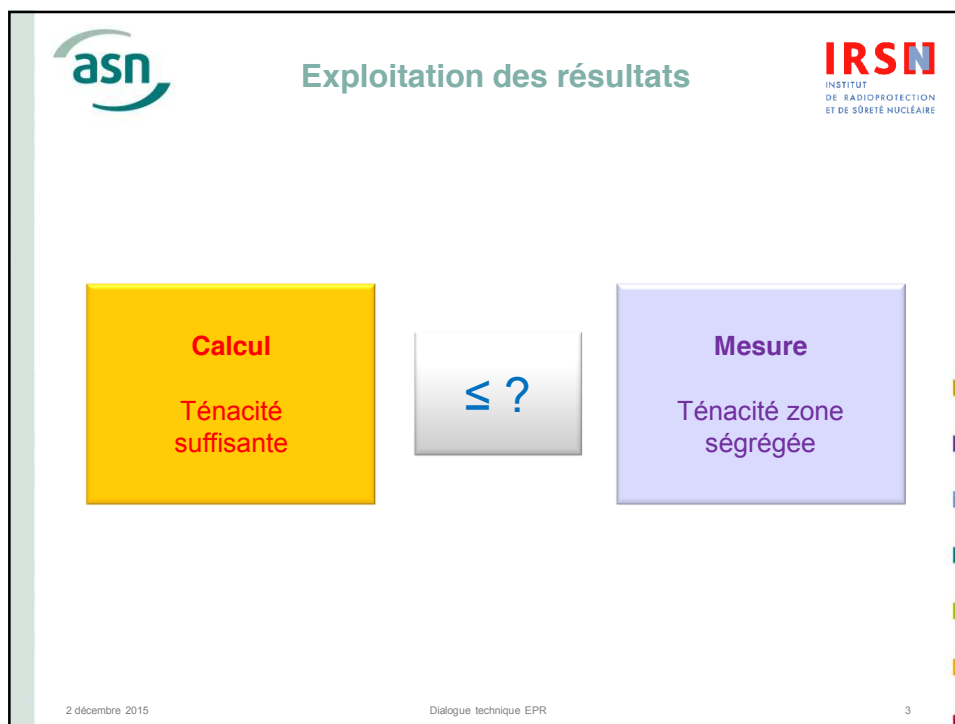 asn
Exploitation des résultats
IRSN
INSTITUT
DE RADIOPROTECTION
ET DE SÛRETÉ NUCLÉAIRE
Calcul
Ténacité
suffisante
≤ ?
Mesure
Ténacité zone
ségrégée
2 décembre 2015
Dialogue technique EPR
3